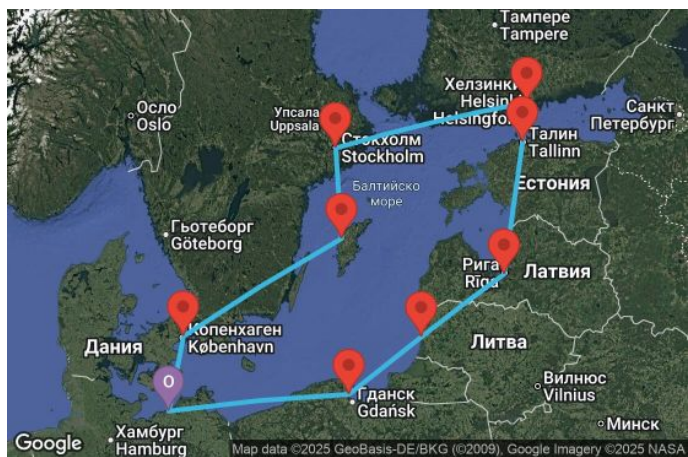 Тампере
Tampere
Осло
Oslo
Упсала
Uppsala
Хелзинки
Helsinki
Helsingfors
Санкт
Петербург
Стокхолм
Stockholm
Талин
Tallinn
Естония
Балтийско
море
Гьотеборг
Göteborg
Рига
Rīga
Латвия
Копенхаген
København
Дания
Литва
О
Гданск
Gdańsk
Вилнюс
Vilnius
Хамбург
Hamburg
Минск
Google
Map data ©2025 GeoBasis-DE/BKG (©2009), Google Imagery ©2025 NASA